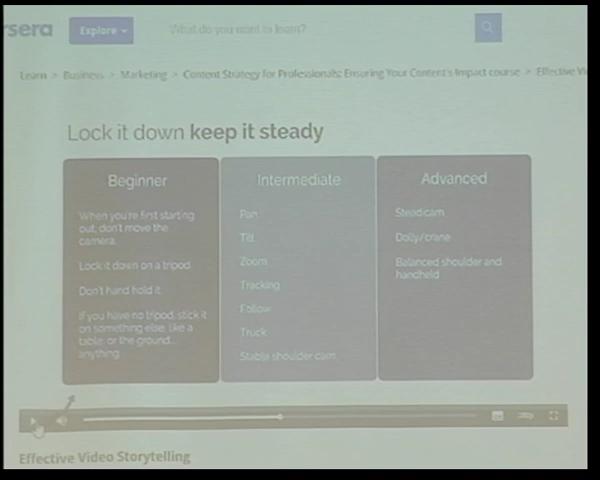 rsera Explore What do you want to learn?
Learn > Business > Marketing > Content Strategy for Professionals: Ensuring Your Content's Impact course > Effective Vi
Lock it down keep it steady
Beginner
When you're first starting
out, don't move the
camera.
Lock it down on a tripod
Don't hand hold it.
If you have no tripod, stick it
on something else, like a
table, or the ground...
anything.
Intermediate
Pan
Tilt
Zoom
Tracking
Follow
Truck
Stable shoulder cam
Advanced
Steadicam
Dolly/crane
Balanced shoulder and
handheld
Effective Video Storytelling